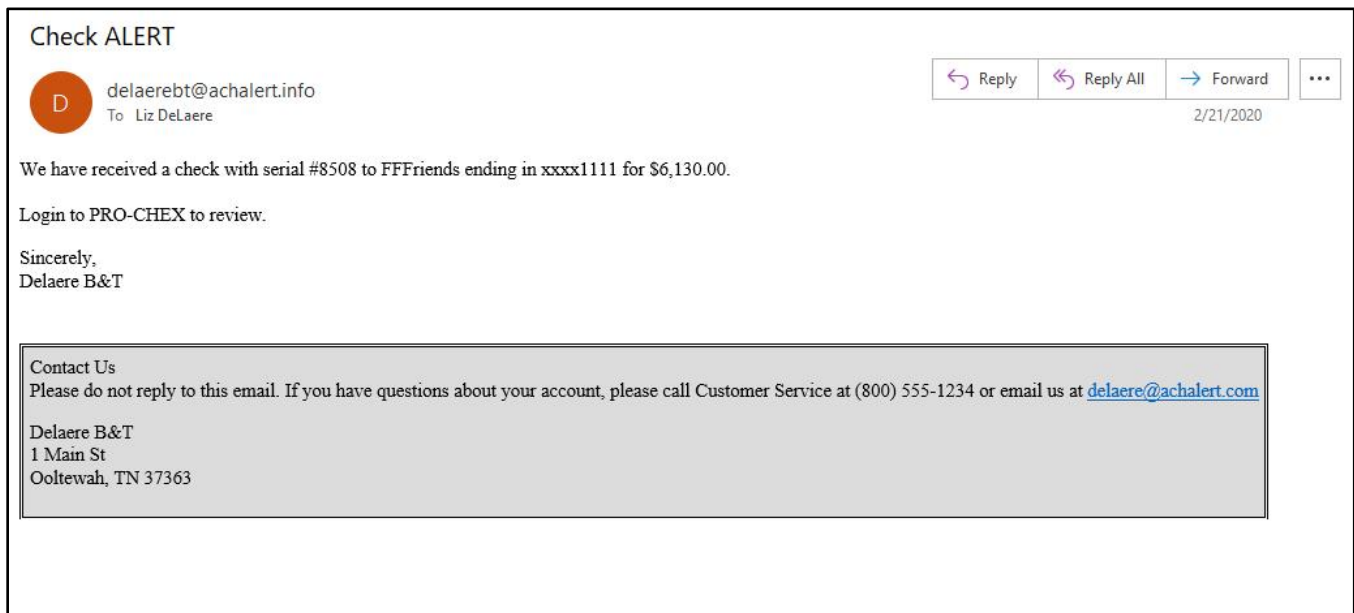 Check ALERT
D
delaerebt@achalert.info
To Liz DeLaere
Reply
Reply All
Forward
2/21/2020
We have received a check with serial #8508 to FFFriends ending in xxxx1111 for $6,130.00.
Login to PRO-CHEX to review.
Sincerely,
Delaere B&T
Contact Us
Please do not reply to this email. If you have questions about your account, please call Customer Service at (800) 555-1234 or email us at delaere@achalert.com
Delaere B&T
1 Main St
Ooltewah, TN 37363